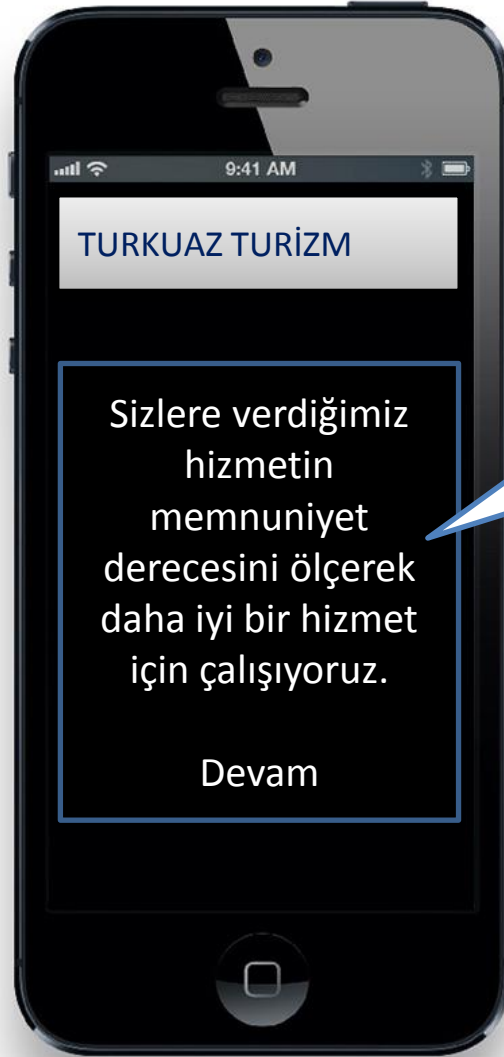 9:41 AM
TURKUAZ TURİZM
Sizlere verdiğimiz
hizmetin
memnuniyet
derecesini ölçerek
daha iyi bir hizmet
için çalışıyoruz.
Devam